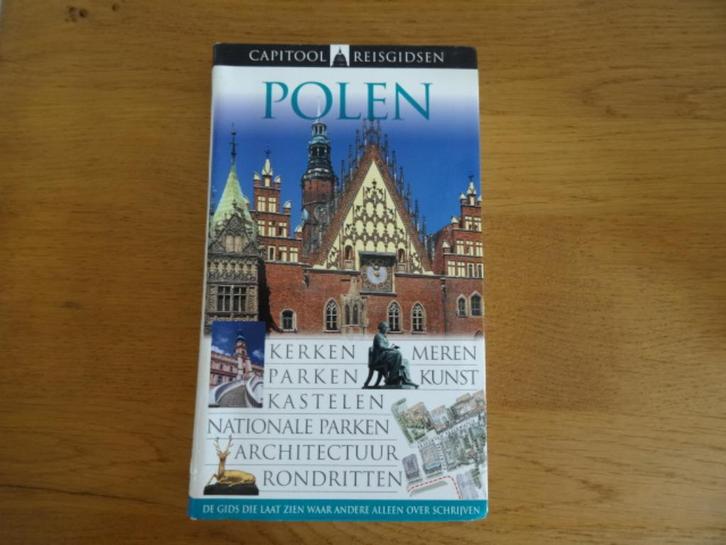 CAPITOOL REISGIDSEN
POLEN
KERKEN MEREN
PARKEN KUNST
KASTELEN
NATIONALE PARKEN
ARCHITECTUUR
RONDRITTEN
DE GIDS DIE LAAT ZIEN WAAR ANDERE ALLEEN OVER SCHRIJVEN